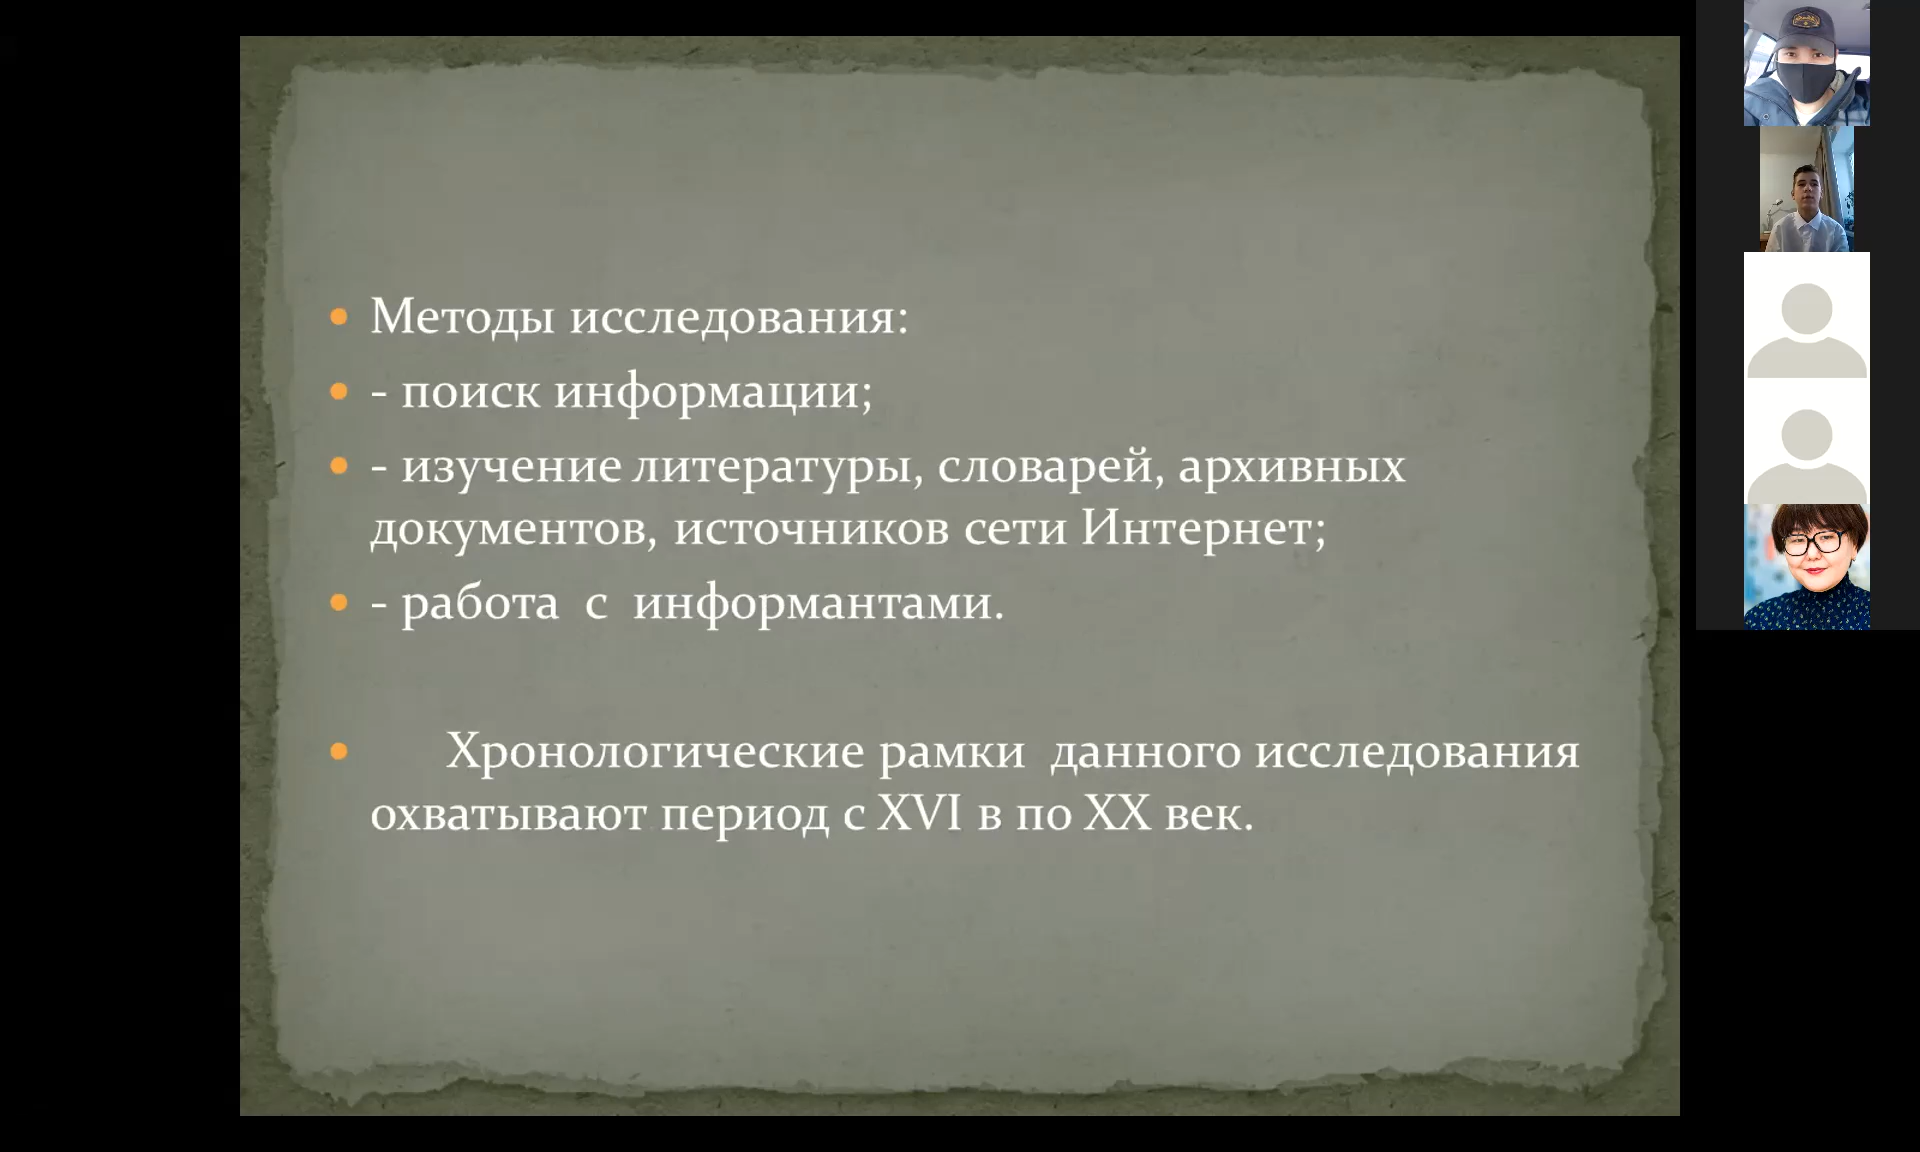 Методы исследования:
- поиск информации;
- изучение литературы, словарей, архивных
документов, источников сети Интернет;
- работа с информантами.
Хронологические рамки данного исследования
охватывают период с XVI в по XX век.